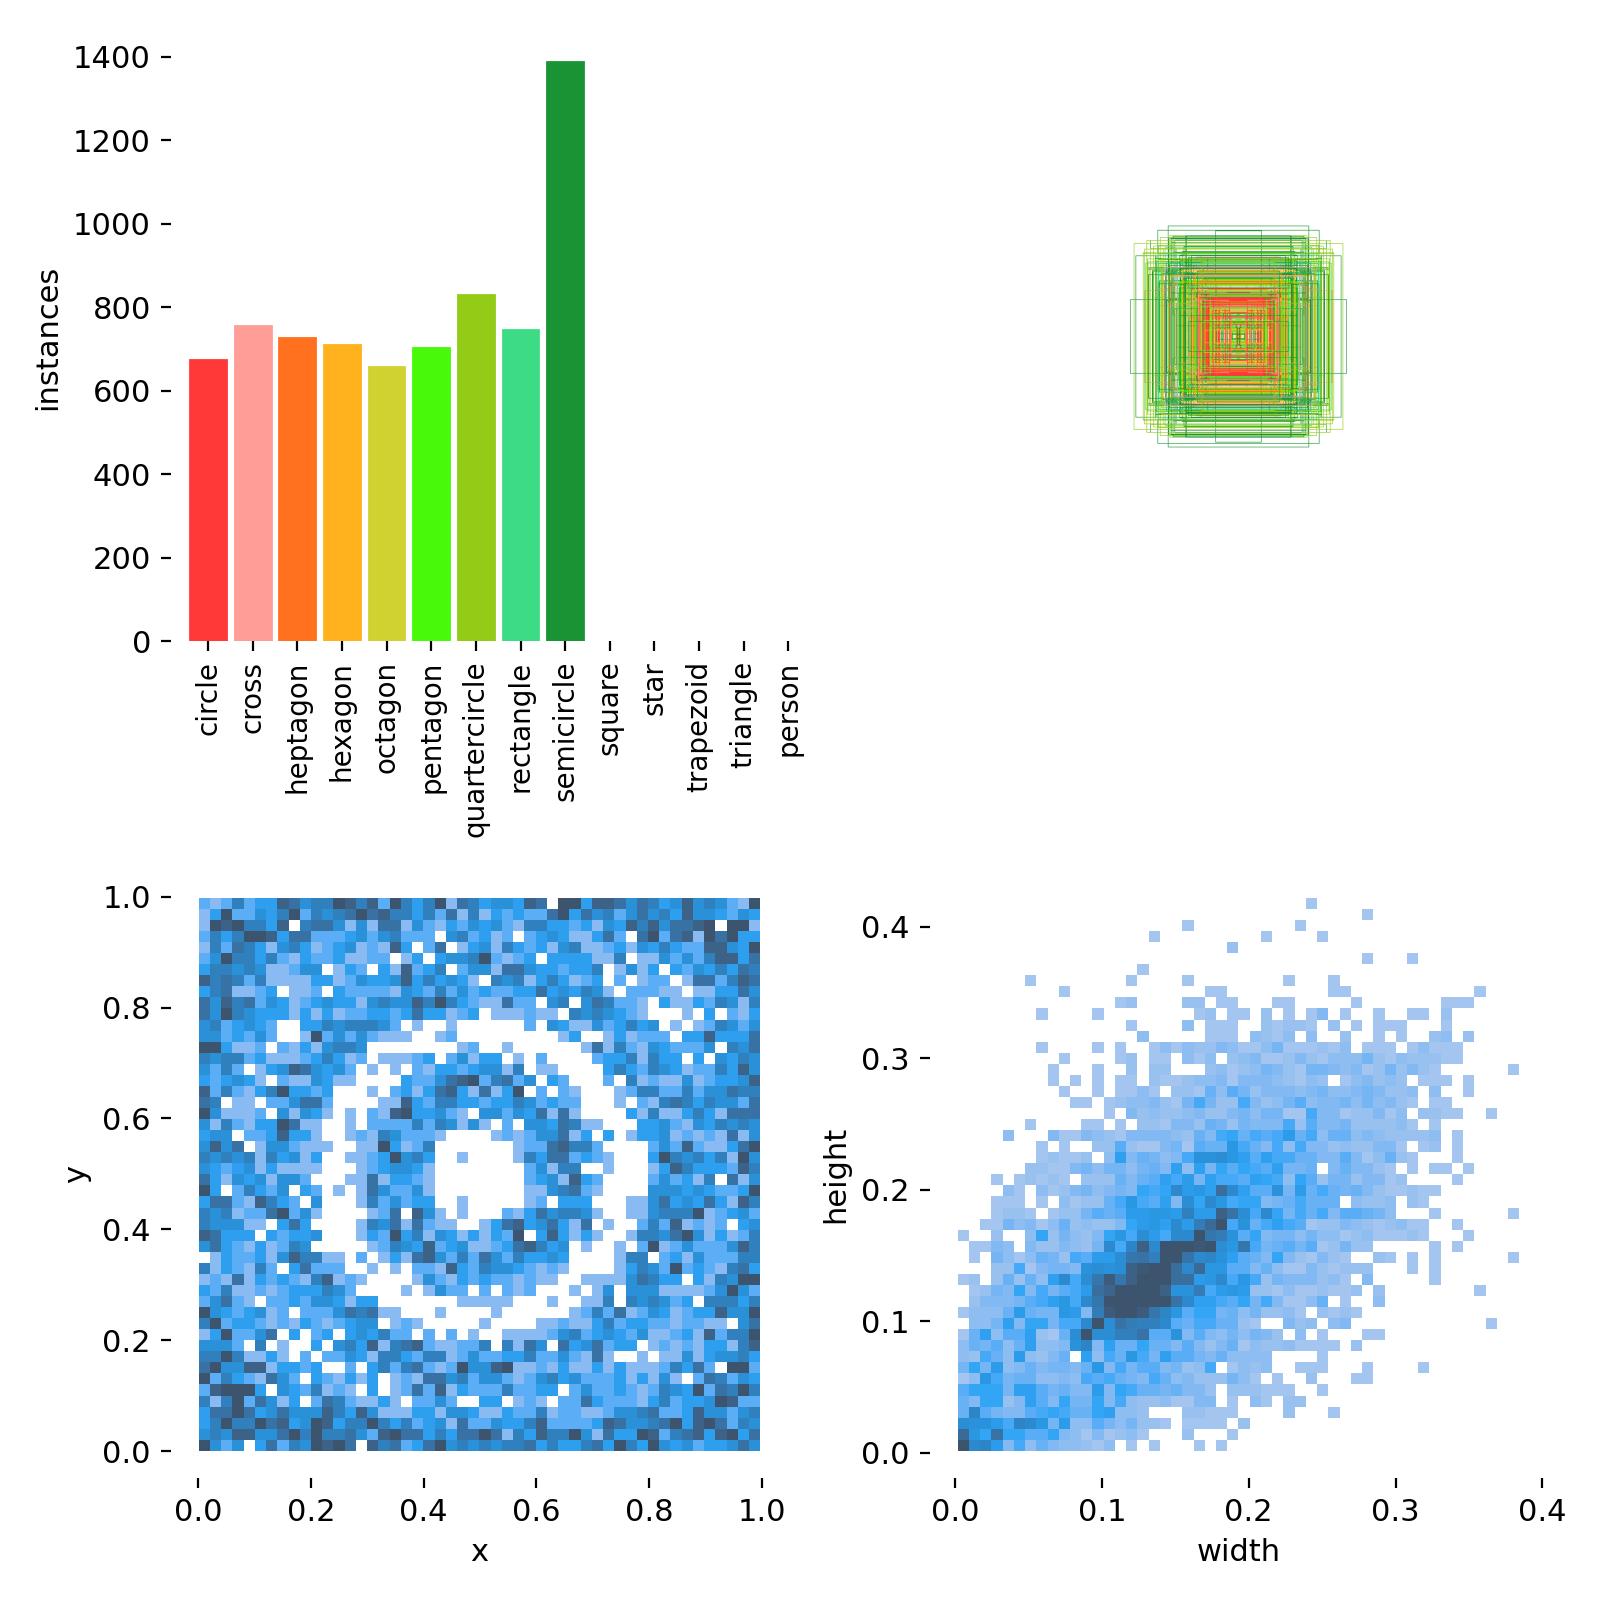 1400
1200
1000
800
600
400
200
0
instances
circle
cross
heptagon
hexagon
octagon
pentagon
quartercircle
rectangle
semicircle
square
star
trapezoid
triangle
person
1.0
0.8
0.6
0.4
0.2
0.0
y
0.0 0.2 0.4 0.6 0.8 1.0
x
0.4
0.3
0.2
0.1
0.0
height
0.0 0.1 0.2 0.3 0.4
width